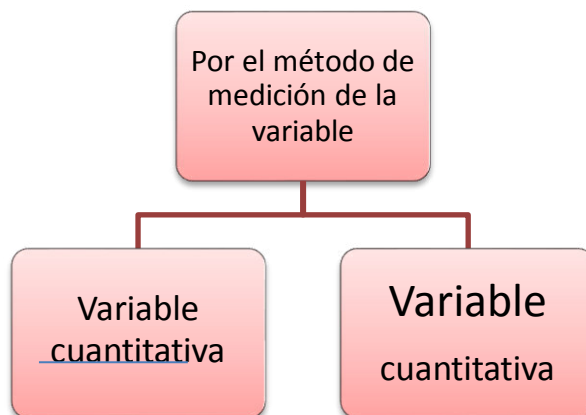 Por el método de
medición de la
variable
Variable
cuantitativa
Variable
cuantitativa